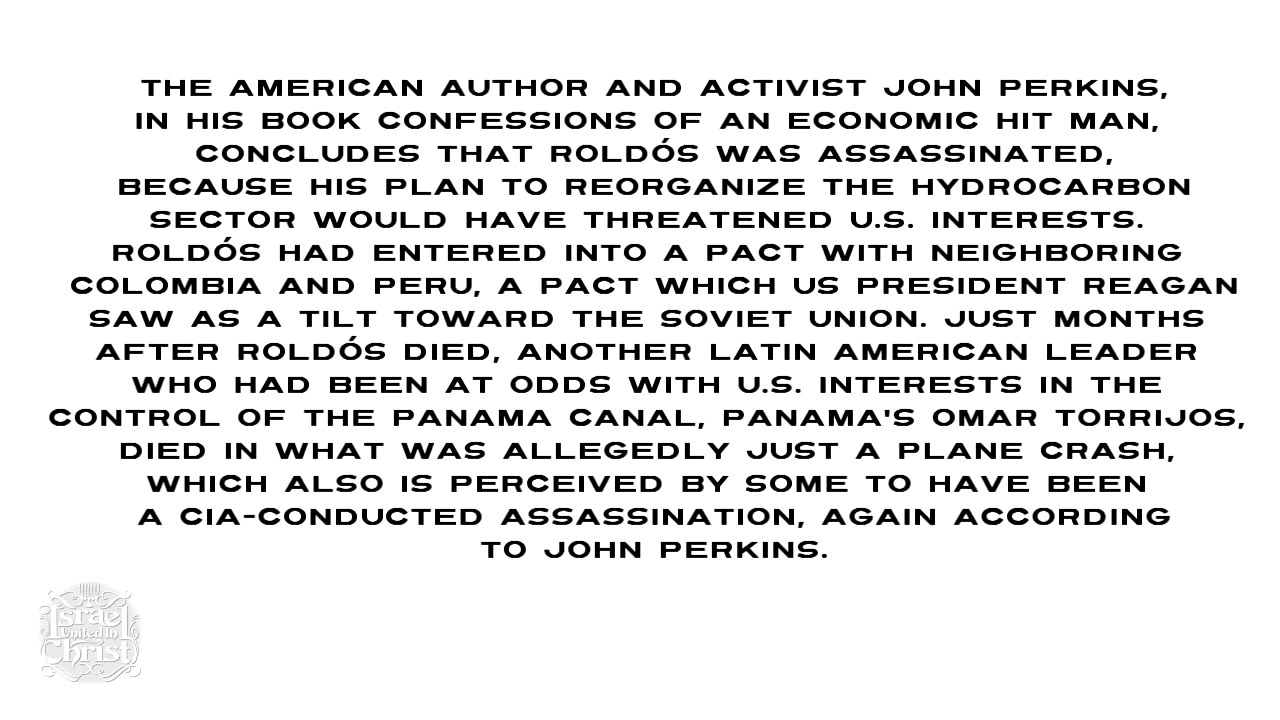 THE AMERICAN AUTHOR AND ACTIVIST JOHN PERKINS,
IN HIS BOOK CONFESSIONS OF AN ECONOMIC HIT MAN,
CONCLUDES THAT ROLDÓS WAS ASSASSINATED,
BECAUSE HIS PLAN TO REORGANIZE THE HYDROCARBON
SECTOR WOULD HAVE THREATENED U.S. INTERESTS.
ROLDÓS HAD ENTERED INTO A PACT WITH NEIGHBORING
COLOMBIA AND PERU, A PACT WHICH US PRESIDENT REAGAN
SAW AS A TILT TOWARD THE SOVIET UNION. JUST MONTHS
AFTER ROLDÓS DIED, ANOTHER LATIN AMERICAN LEADER
WHO HAD BEEN AT ODDS WITH U.S. INTERESTS IN THE
CONTROL OF THE PANAMA CANAL, PANAMA'S OMAR TORRIJOS,
DIED IN WHAT WAS ALLEGEDLY JUST A PLANE CRASH,
WHICH ALSO IS PERCEIVED BY SOME TO HAVE BEEN
A CIA-CONDUCTED ASSASSINATION, AGAIN ACCORDING
TO JOHN PERKINS.
Israel
United In
Christ